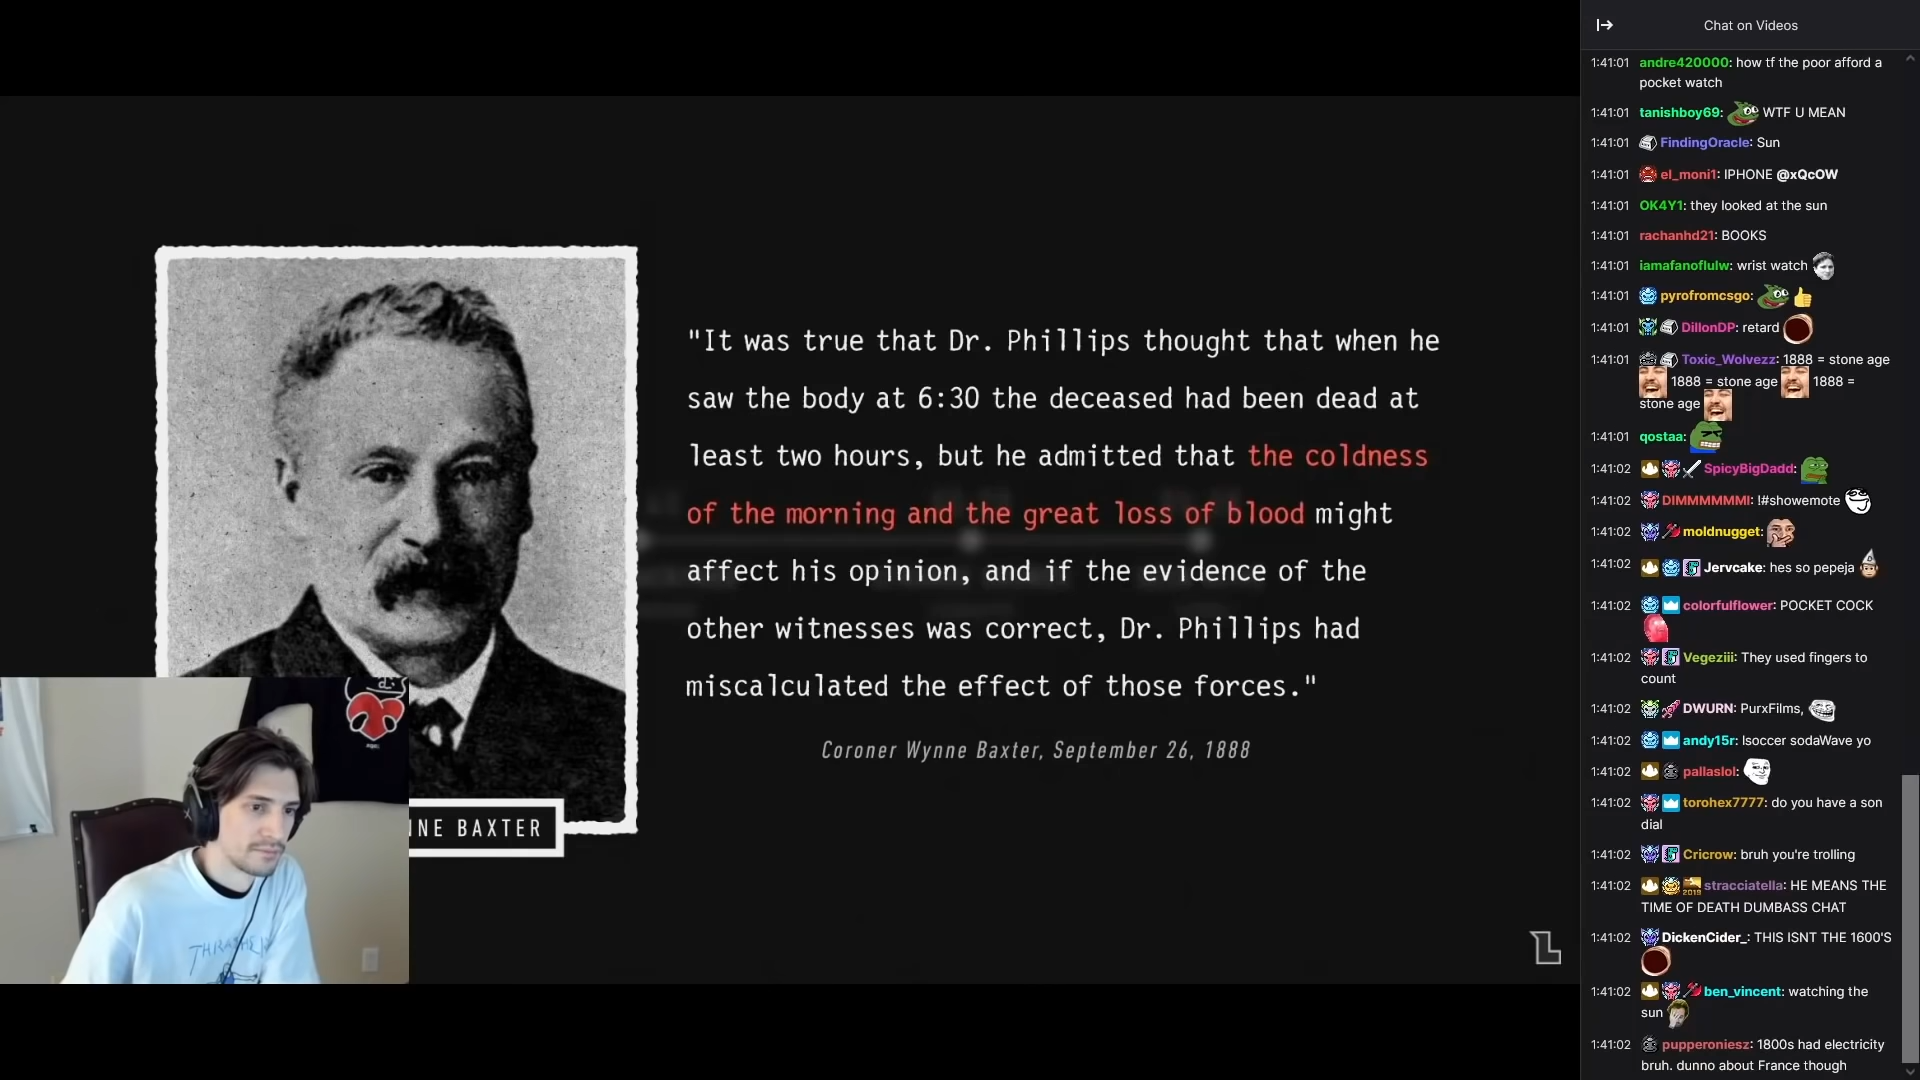 "It was true that Dr. Phillips thought that when he
saw the body at 6:30 the deceased had been dead at
least two hours, but he admitted that the coldness
of the morning and the great loss of blood might
affect his opinion, and if the evidence of the
other witnesses was correct, Dr. Phillips had
miscalculated the effect of those forces."
Coroner Wynne Baxter, September 26, 1888
NNE BAXTER
Chat on Videos
1:41:01 andre420000: how tf the poor afford a
pocket watch
1:41:01 tanishboy69: WTF U MEAN
1:41:01 FindingOracle: Sun
1:41:01 el_moni1: IPHONE @xQcOW
1:41:01 OK4Y1: they looked at the sun
1:41:01 rachanhd21: BOOKS
1:41:01 iamafanoflulw: wrist watch
1:41:01 pyrofromcsgo:
1:41:01 DillonDP: retard
1:41:01 Toxic_Wolvezz: 1888 = stone age
1888 = stone age 1888 =
stone age
1:41:01 qostaa:
1:41:02 SpicyBigDadd:
1:41:02 DIMMMMMMI: !#showemote
1:41:02 moldnugget:
1:41:02 Jervcake: hes so pepeja
1:41:02 colorfulflower: POCKET COCK
1:41:02 Vegeziii: They used fingers to
count
1:41:02 DWURN: PurxFilms,
1:41:02 andy15r: lsoccer sodaWave yo
1:41:02 pallaslol:
1:41:02 torohex7777: do you have a son
dial
1:41:02 Cricrow: bruh you're trolling
1:41:02 2019 stracciatella: HE MEANS THE
TIME OF DEATH DUMBASS CHAT
1:41:02 DickenCider_: THIS ISNT THE 1600'S
1:41:02 ben_vincent: watching the
sun
1:41:02 pupperoniesz: 1800s had electricity
bruh. dunno about France though